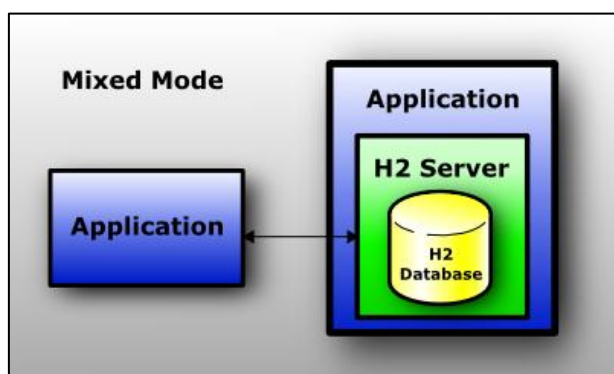 Mixed Mode
Application
H2 Server
Application
H2
Database